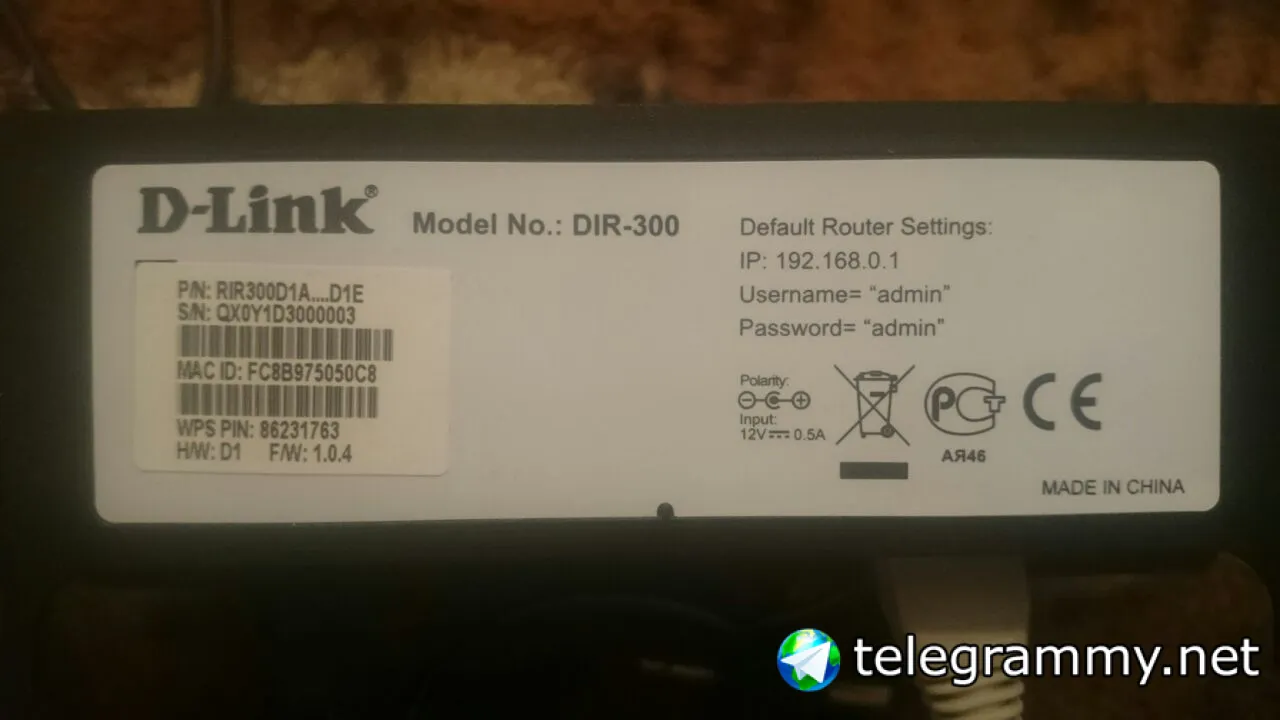 D-Link®
Model No.: DIR-300
P/N: RIR300D1A....D1E
S/N: QX0Y1D3000003
MAC ID: FC8B975050C8
WPS PIN: 86231763
H/W: D1 F/W: 1.0.4
Default Router Settings:
IP: 192.168.0.1
Username= “admin”
Password= “admin”
Polarity:
Input:
12V⎓0.5A
РСТ
АЯ46
CE
MADE IN CHINA
telegrammy.net